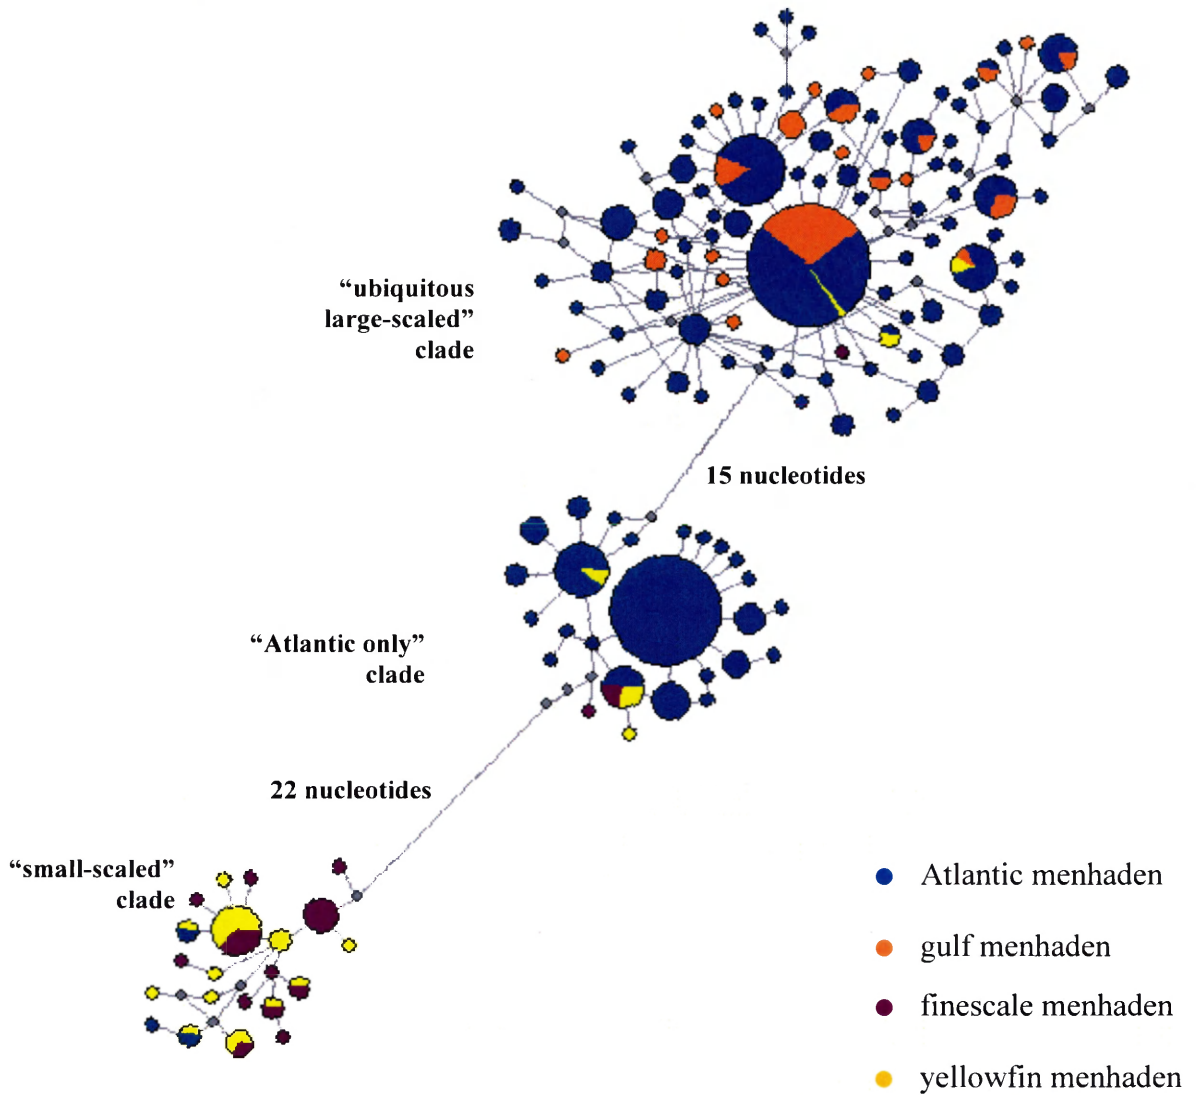 “ubiquitous
large-scaled”
clade
15 nucleotides
“Atlantic only”
clade
22 nucleotides
“small-scaled”
clade
Atlantic menhaden
gulf menhaden
finescale menhaden
yellowfin menhaden